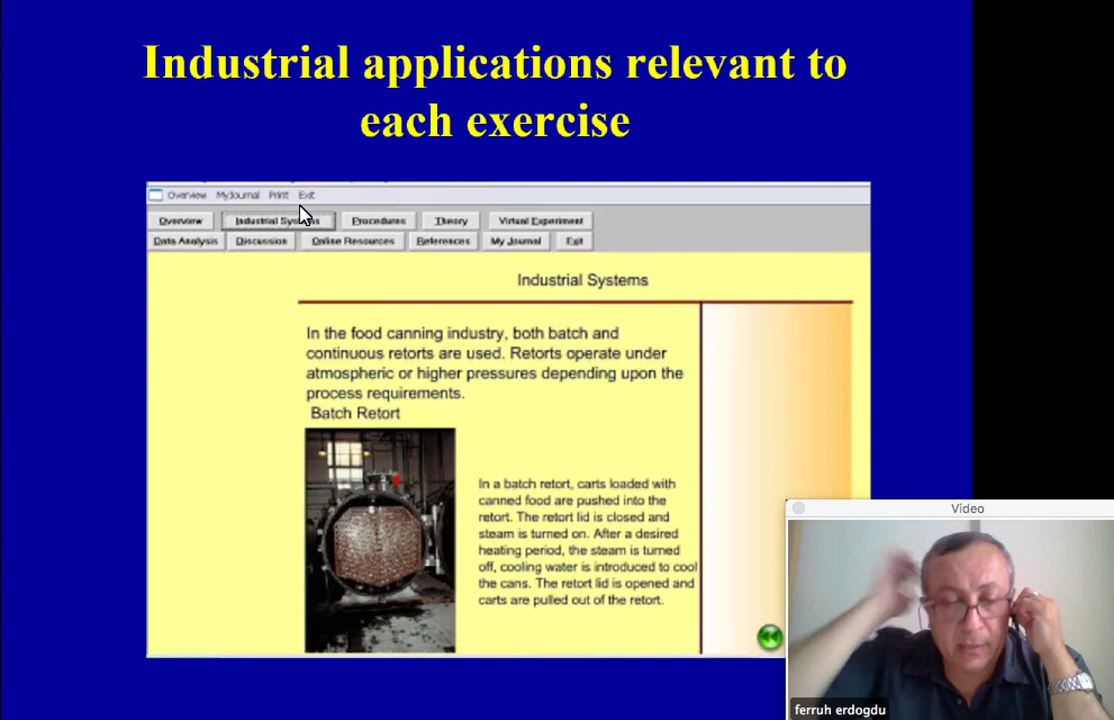 Industrial applications relevant to
each exercise
Overview MyJournal Print Exit
Overview Industrial Systems Procedures Theory Virtual Experiment
Data Analysis Discussion Online Resources References My Journal Exit
Industrial Systems
In the food canning industry, both batch and
continuous retorts are used. Retorts operate under
atmospheric or higher pressures depending upon the
process requirements.
Batch Retort
In a batch retort, carts loaded with
canned food are pushed into the
retort. The retort lid is closed and
steam is turned on. After a desired
heating period, the steam is turned
off, cooling water is introduced to cool
the cans. The retort lid is opened and
carts are pulled out of the retort.
Video
ferruh erdogdu